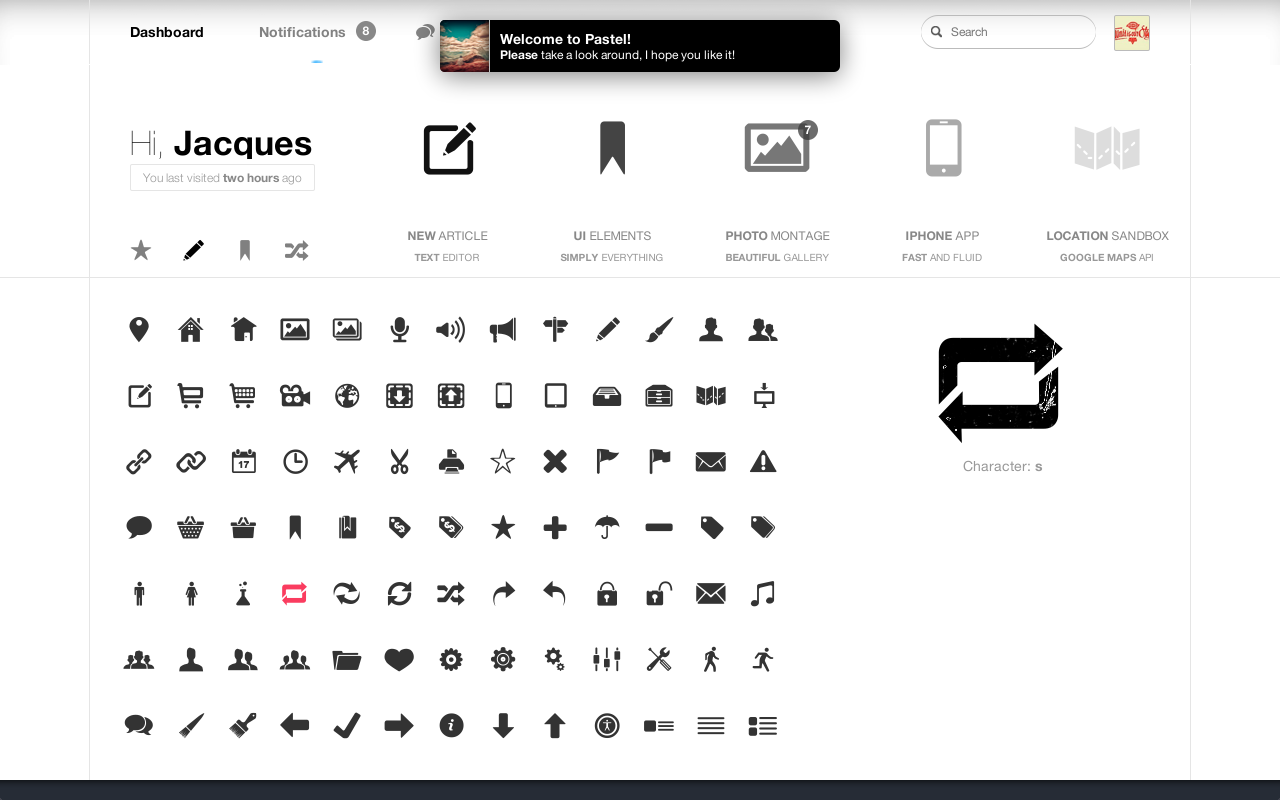 Dashboard
Notifications 8
Welcome to Pastel!
Please take a look around, I hope you like it!
Search
Hi, Jacques
You last visited two hours ago
7
NEW ARTICLE
TEXT EDITOR
UI ELEMENTS
SIMPLY EVERYTHING
PHOTO MONTAGE
BEAUTIFUL GALLERY
IPHONE APP
FAST AND FLUID
LOCATION SANDBOX
GOOGLE MAPS API
17
Character: s